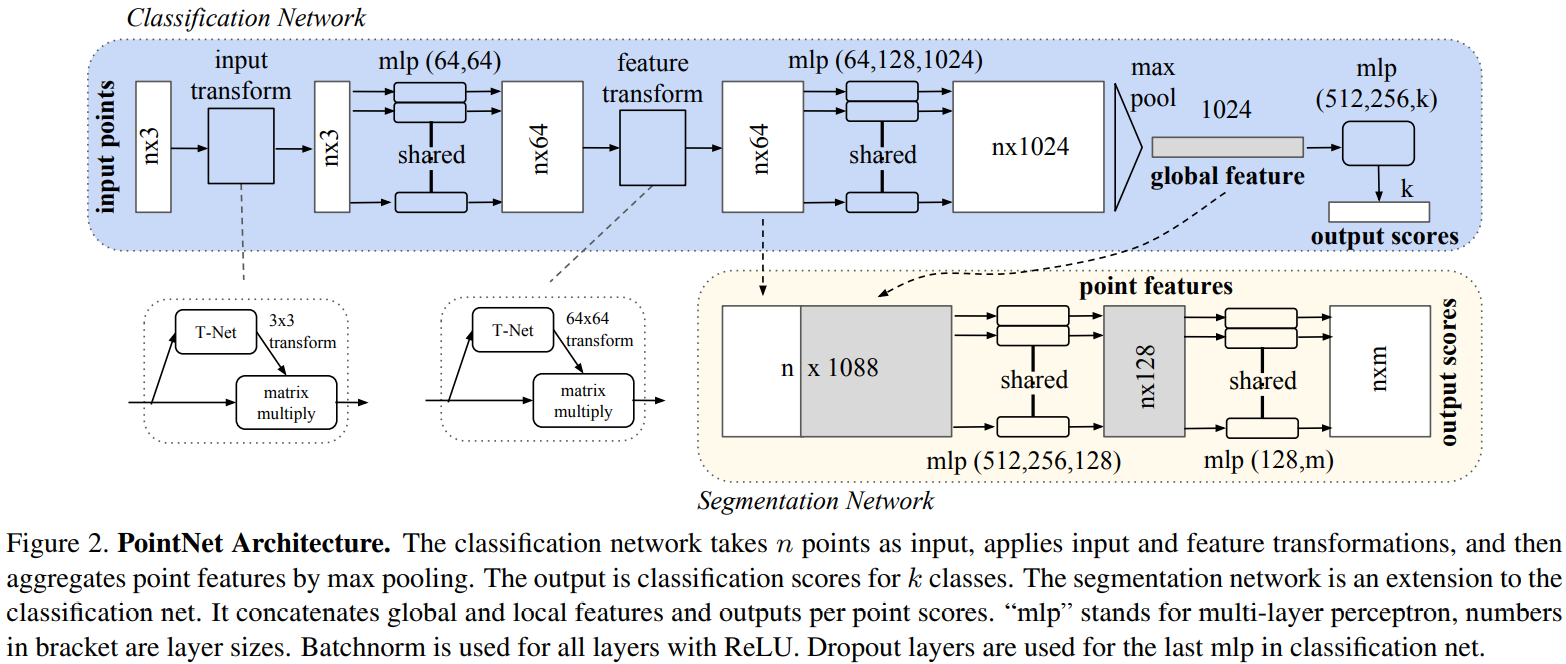 Classification Network
input points
nx3
input
transform
nx3
mlp (64,64)
shared
nx64
feature
transform
nx64
mlp (64,128,1024)
shared
nx1024
max
pool
1024
global feature
mlp
(512,256,k)
k
output scores
T-Net
3x3
transform
matrix
multiply
T-Net
64x64
transform
matrix
multiply
point features
n x 1088
shared
mlp (512,256,128)
nx128
shared
mlp (128,m)
nxm
output scores
Segmentation Network
Figure 2. PointNet Architecture. The classification network takes n points as input, applies input and feature transformations, and then
aggregates point features by max pooling. The output is classification scores for k classes. The segmentation network is an extension to the
classification net. It concatenates global and local features and outputs per point scores. “mlp” stands for multi-layer perceptron, numbers
in bracket are layer sizes. Batchnorm is used for all layers with ReLU. Dropout layers are used for the last mlp in classification net.